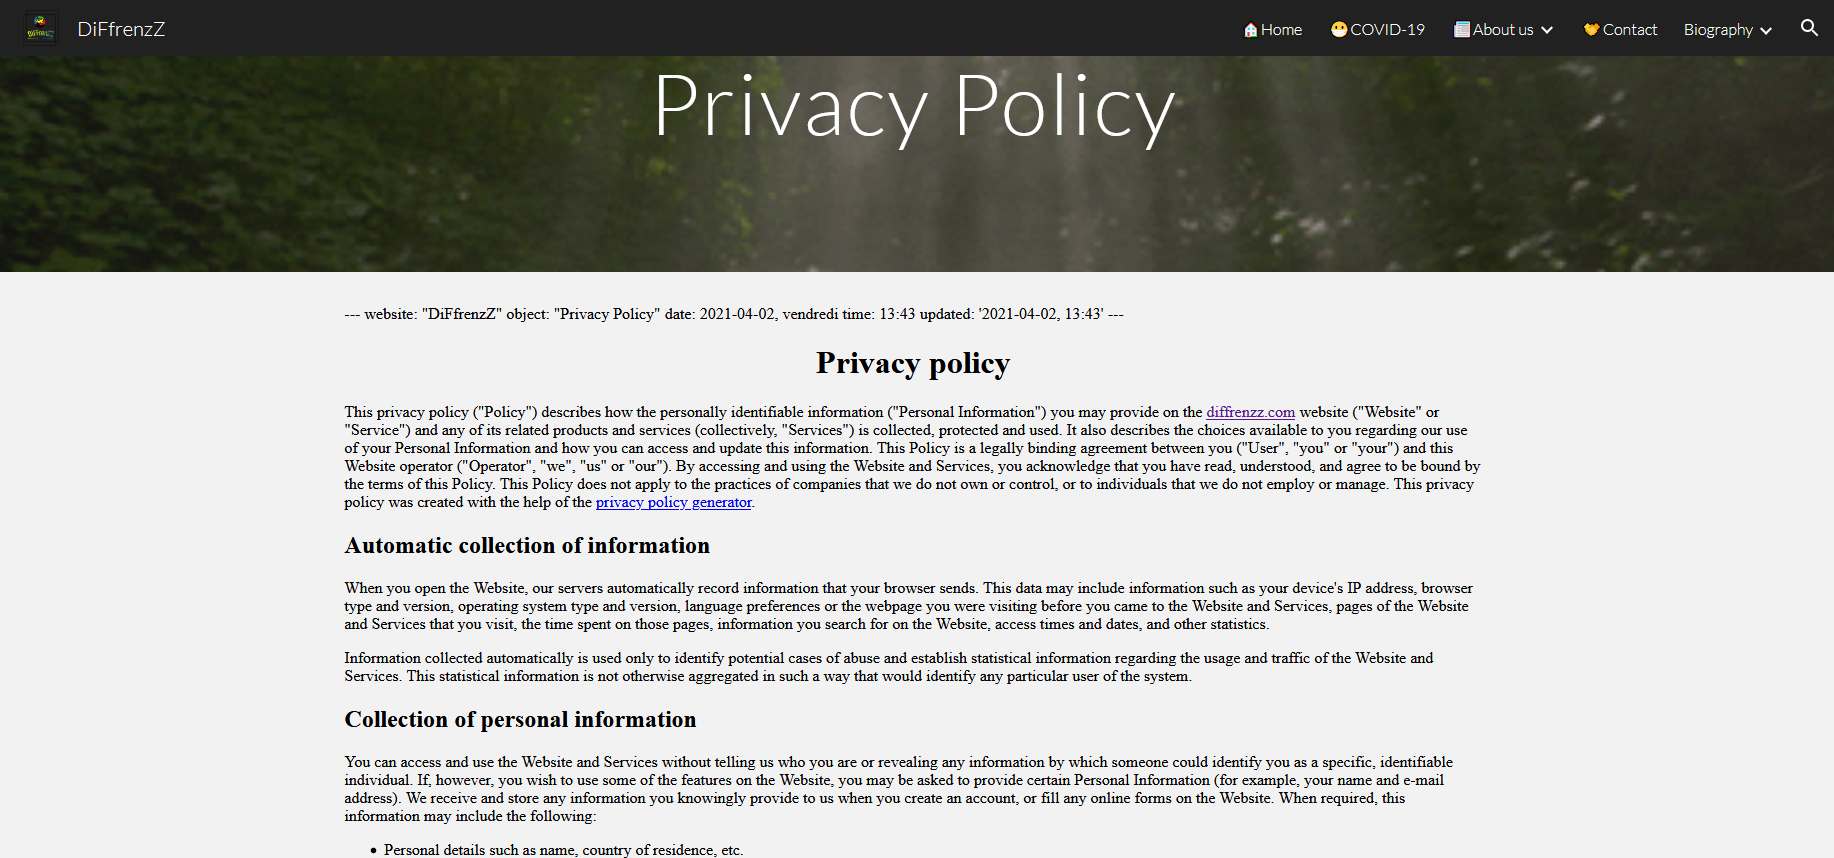 DiFfrenzZ
DiFfrenzZ
Home
COVID-19
About us
Contact
Biography
Privacy Policy
--- website: "DiFfrenzZ" object: "Privacy Policy" date: 2021-04-02, vendredi time: 13:43 updated: '2021-04-02, 13:43' ---
Privacy policy
This privacy policy ("Policy") describes how the personally identifiable information ("Personal Information") you may provide on the diffrenzz.com website ("Website" or
"Service") and any of its related products and services (collectively, "Services") is collected, protected and used. It also describes the choices available to you regarding our use
of your Personal Information and how you can access and update this information. This Policy is a legally binding agreement between you ("User", "you" or "your") and this
Website operator ("Operator", "we", "us" or "our"). By accessing and using the Website and Services, you acknowledge that you have read, understood, and agree to be bound by
the terms of this Policy. This Policy does not apply to the practices of companies that we do not own or control, or to individuals that we do not employ or manage. This privacy
policy was created with the help of the privacy policy generator.
Automatic collection of information
When you open the Website, our servers automatically record information that your browser sends. This data may include information such as your device's IP address, browser
type and version, operating system type and version, language preferences or the webpage you were visiting before you came to the Website and Services, pages of the Website
and Services that you visit, the time spent on those pages, information you search for on the Website, access times and dates, and other statistics.
Information collected automatically is used only to identify potential cases of abuse and establish statistical information regarding the usage and traffic of the Website and
Services. This statistical information is not otherwise aggregated in such a way that would identify any particular user of the system.
Collection of personal information
You can access and use the Website and Services without telling us who you are or revealing any information by which someone could identify you as a specific, identifiable
individual. If, however, you wish to use some of the features on the Website, you may be asked to provide certain Personal Information (for example, your name and e-mail
address). We receive and store any information you knowingly provide to us when you create an account, or fill any online forms on the Website. When required, this
information may include the following:
• Personal details such as name, country of residence, etc.